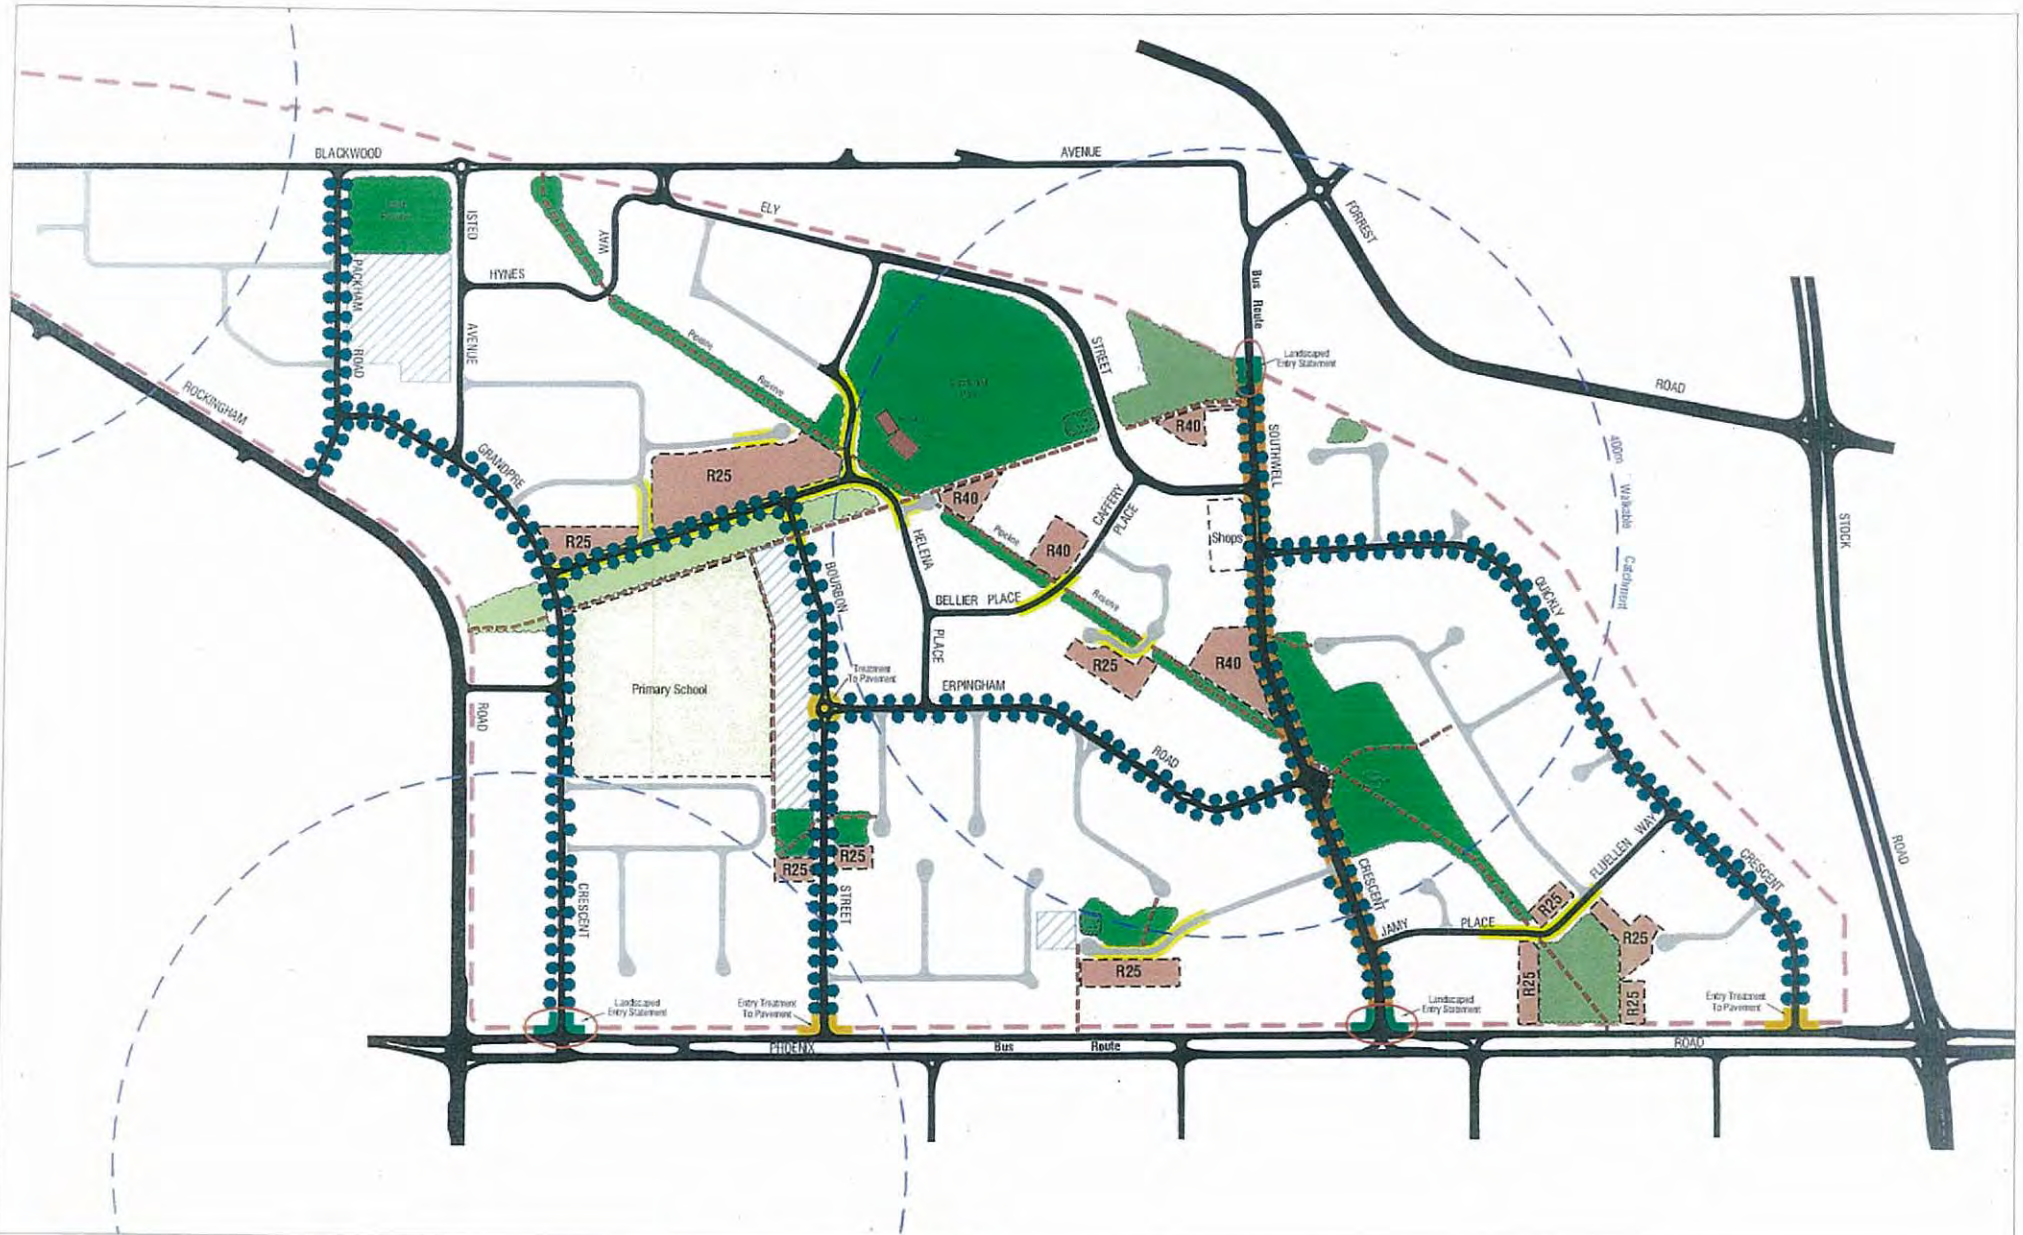 BLACKWOOD
AVENUE
ISTED
WAY
ELY
FORREST
HYNES
PACKHAM
Bus Route
AVENUE
Pipeline
STREET
Landscaped
Entry Statement
ROAD
Reserve
ROAD
ROCKINGHAM
R40
SOUTHWELL
400m Walkable Catchment
GRANDPRE
R25
R40
CAFFERY
PLACE
STOCK
R25
HELENA
Pipeline
R40
Shops
BOURBON
BELLIER PLACE
Reserve
QUICKLY
PLACE
R25
R40
Treatment
To Pavement
Primary School
ERPINGHAM
ROAD
ROAD
R25
R25
FLUELLEN WAY
CRESCENT
ROAD
CRESCENT
STREET
CRESCENT
R25
JAMY
PLACE
R25
R25
R25
R25
Landscaped
Entry Statement
Entry Treatment
To Pavement
Landscaped
Entry Statement
Entry Treatment
To Pavement
PHOENIX
Bus Route
ROAD